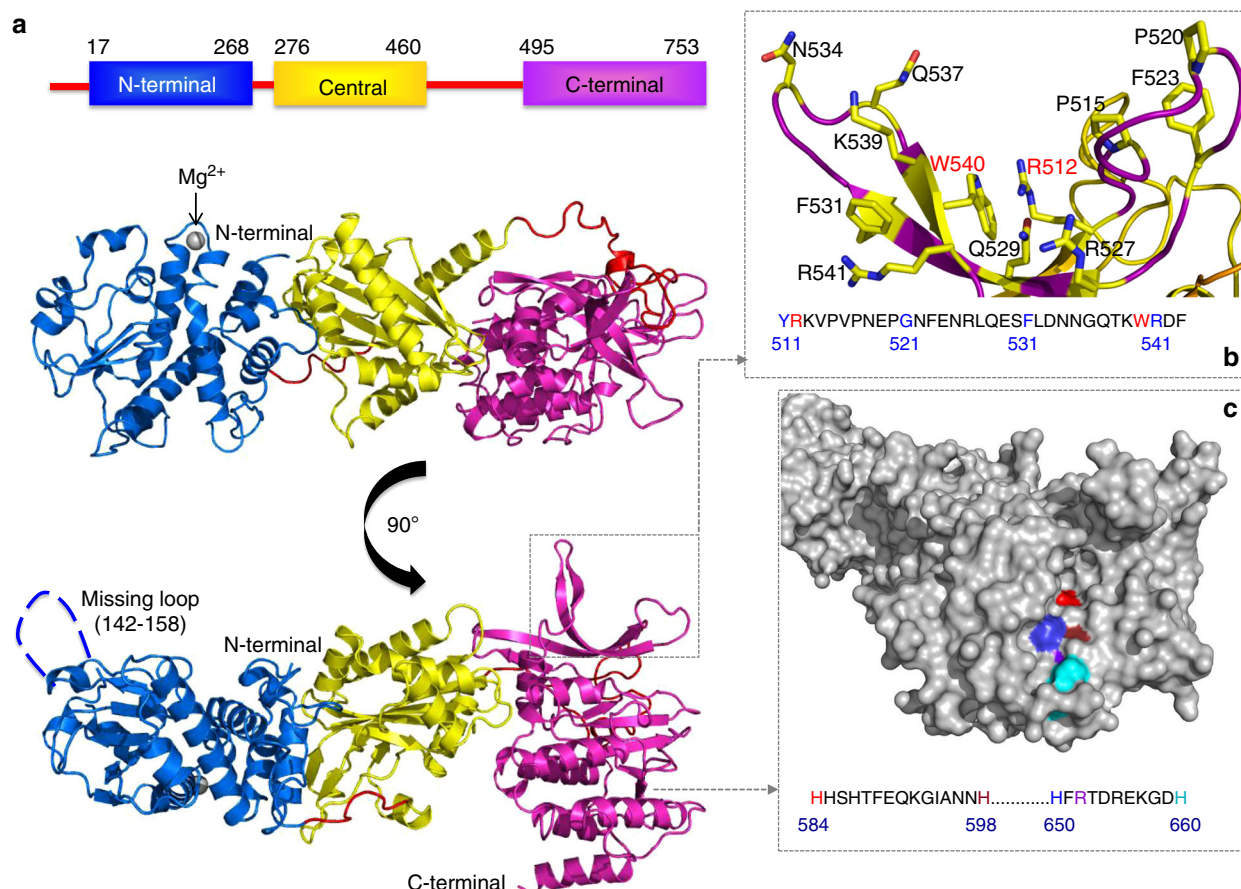 a
17 268 276 460 495 753
N-terminal Central C-terminal
Mg2+
N-terminal
90°
Missing loop
(142-158)
N-terminal
C-terminal
N534
Q537
P520
F523
P515
K539
W540
R512
F531
Q529
R527
R541
YRKVPVPNEPGNFENRLQESFLDNNGQTKWRDF
511 521 531 541
b
c
HHSHTFEQKGIANNH............HFRTDREKGDH
584 598 650 660